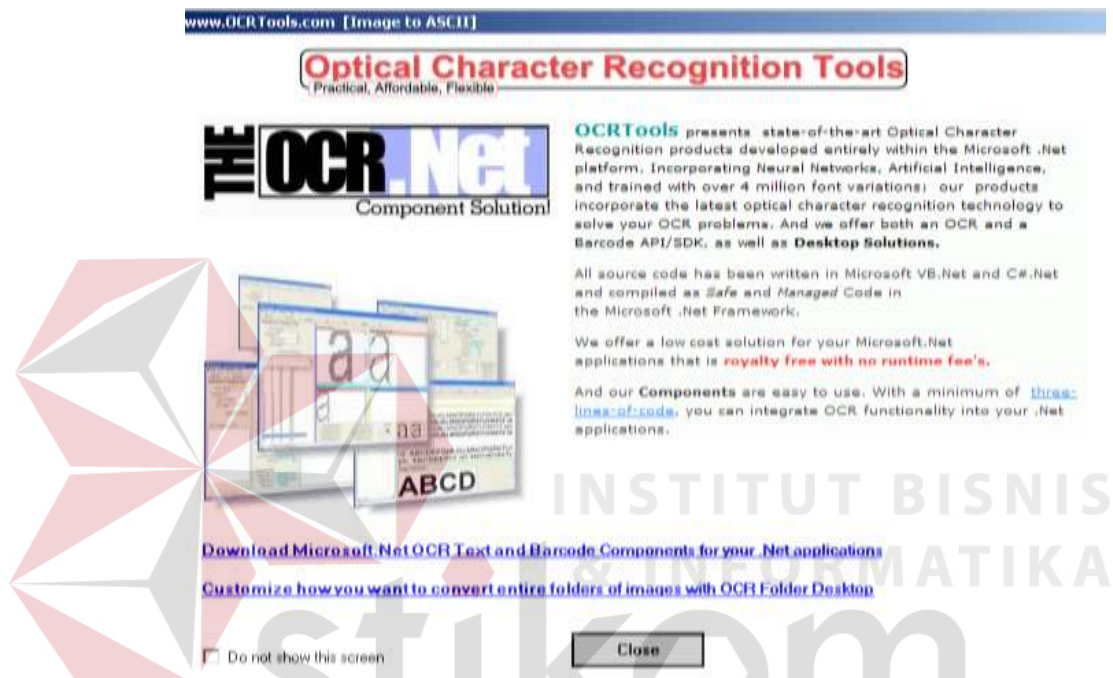 www.OCRTools.com [Image to ASCII]
Optical Character Recognition Tools
Practical, Affordable, Flexible
THE OCR.Net
Component Solution!
OCRTools presents state-of-the-art Optical Character
Recognition products developed entirely within the Microsoft .Net
platform. Incorporating Neural Networks, Artificial Intelligence,
and trained with over 4 million font variations; our products
incorporate the latest optical character recognition technology to
solve your OCR problems. And we offer both an OCR and a
Barcode API/SDK, as well as Desktop Solutions.
All source code has been written in Microsoft VB.Net and C#.Net
and compiled as Safe and Managed Code in
the Microsoft .Net Framework.
We offer a low cost solution for your Microsoft.Net
applications that is royalty free with no runtime fee's.
And our Components are easy to use. With a minimum of three-
lines-of-code, you can integrate OCR functionality into your .Net
applications.
a a
a
aa
ABCD
INSTITUT BISNIS
& INFORMATIKA
Download Microsoft.Net OCR Text and Barcode Components for your .Net applications
Customize how you want to convert entire folders of images with OCR Folder Desktop
Do not show this screen
Close
stikom